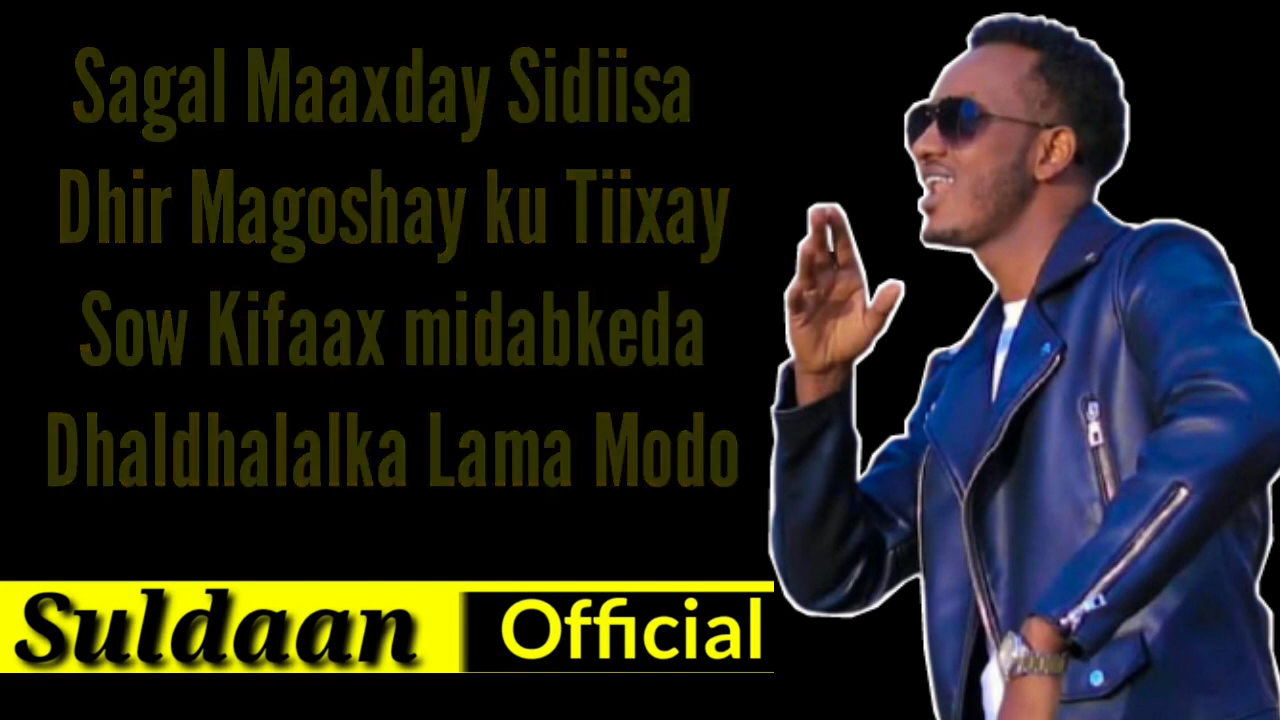 Sagal Maaxday Sidiisa
Dhir Magoshay ku Tiixay
Sow Kifaax midabkeda
Dhaldhalalka Lama Modo
Suldaan Official